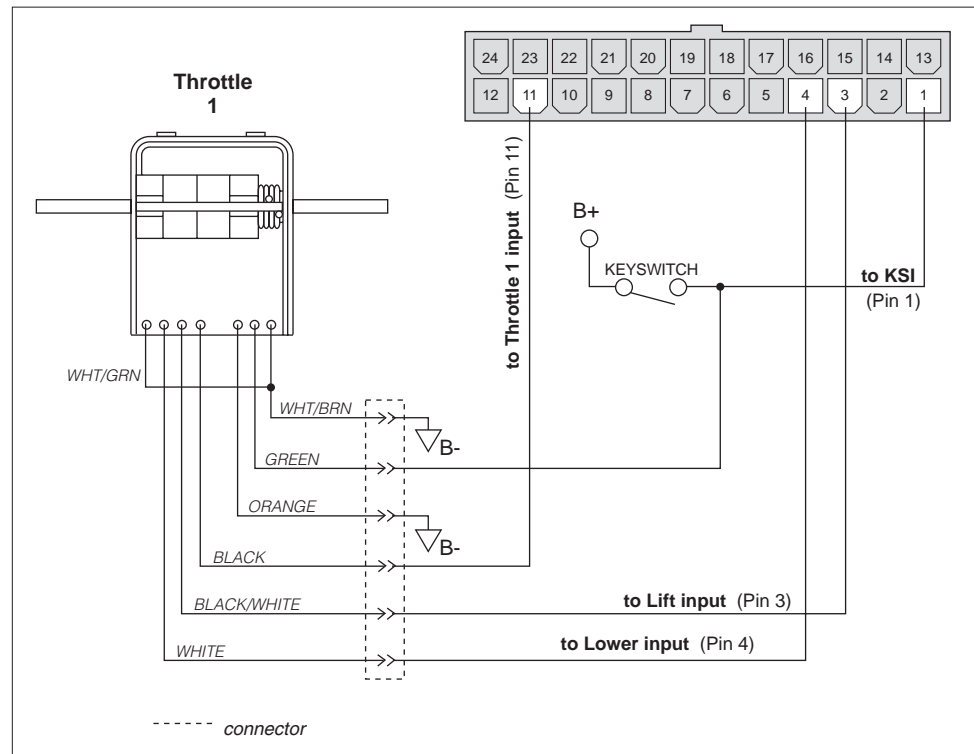 24 23 22 21 20 19 18 17 16 15 14 13
12 11 10 9 8 7 6 5 4 3 2 1
Throttle
1
to Throttle 1 input (Pin 11)
B+
KEYSWITCH
to KSI
(Pin 1)
WHT/GRN
WHT/BRN
B-
GREEN
ORANGE
B-
BLACK
BLACK/WHITE
to Lift input (Pin 3)
WHITE
to Lower input (Pin 4)
connector